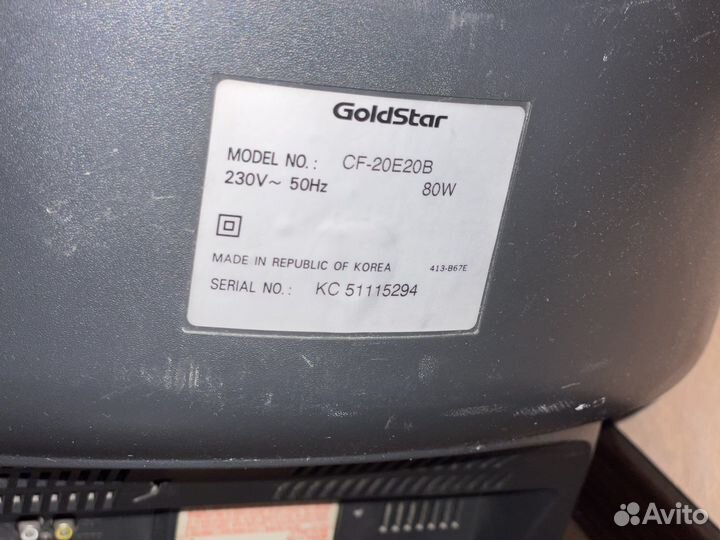 GoldStar
MODEL NO.: CF-20E20B
230V~ 50Hz 80W
MADE IN REPUBLIC OF KOREA 413-B67E
SERIAL NO.: KC 51115294
Avito